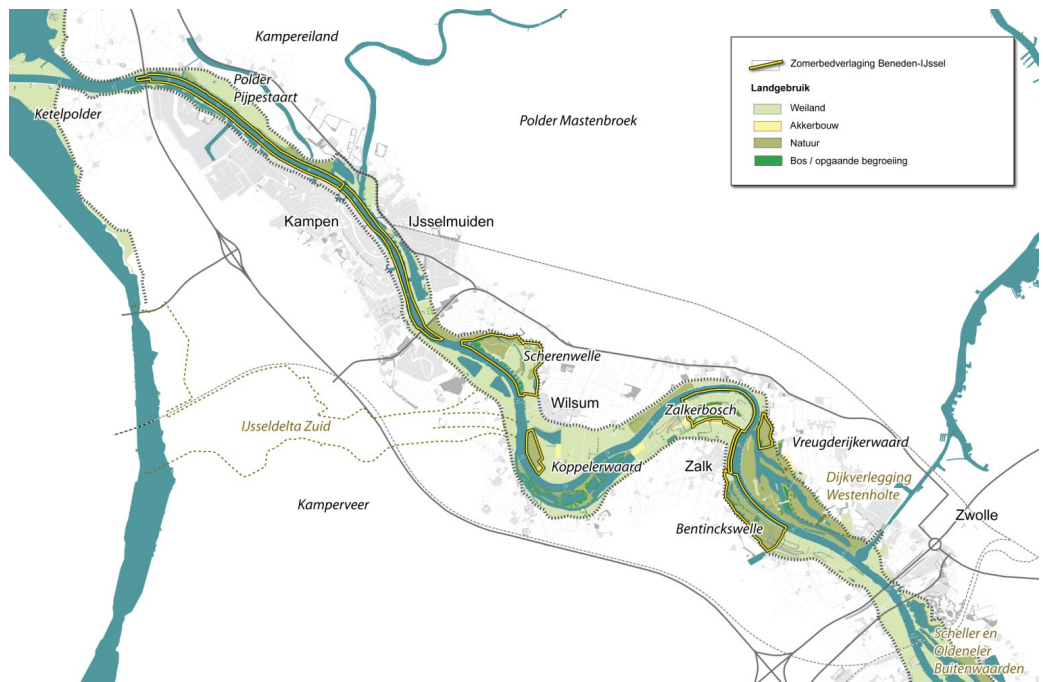 Kampereiland
Polder
Pijpestaart
Ketelpolder
Polder Mastenbroek
Zomerbedverlaging Beneden-IJssel
Landgebruik
Weiland
Akkerbouw
Natuur
Bos / opgaande begroeiing
Kampen
IJsselmuiden
Scherenwelle
Wilsum
Zalkerbosch
IJsseldelta Zuid
Koppelerwaard
Zalk
Vreugderijkerwaard
Kamperveer
Dijkverlegging
Westenholte
Bentinckswelle
Zwolle
Scheller en
Oldeneler
Buitenwaarden